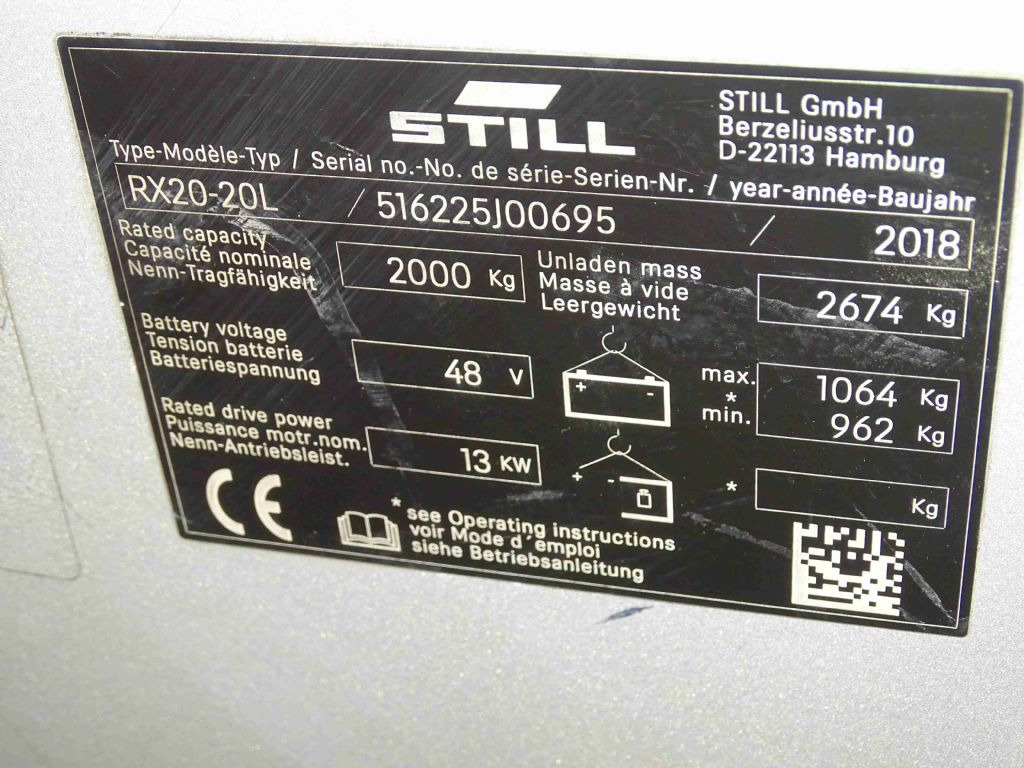 STILL
STILL GmbH
Berzeliusstr.10
D-22113 Hamburg
Type-Modèle-Typ / Serial no.-No. de série-Serien-Nr. / year-année-Baujahr
RX20-20L / 516225J00695 / 2018
Rated capacity
Capacité nominale
Nenn-Tragfähigkeit
2000 Kg
Unladen mass
Masse à vide
Leergewicht
2674 Kg
Battery voltage
Tension batterie
Batteriespannung
48 V
+ -
max. 1064 Kg
*
min. 962 Kg
Rated drive power
Puissance motr.nom.
Nenn-Antriebsleist.
13 KW
+ -
* Kg
CE
* see Operating instructions
voir Mode d'emploi
siehe Betriebsanleitung